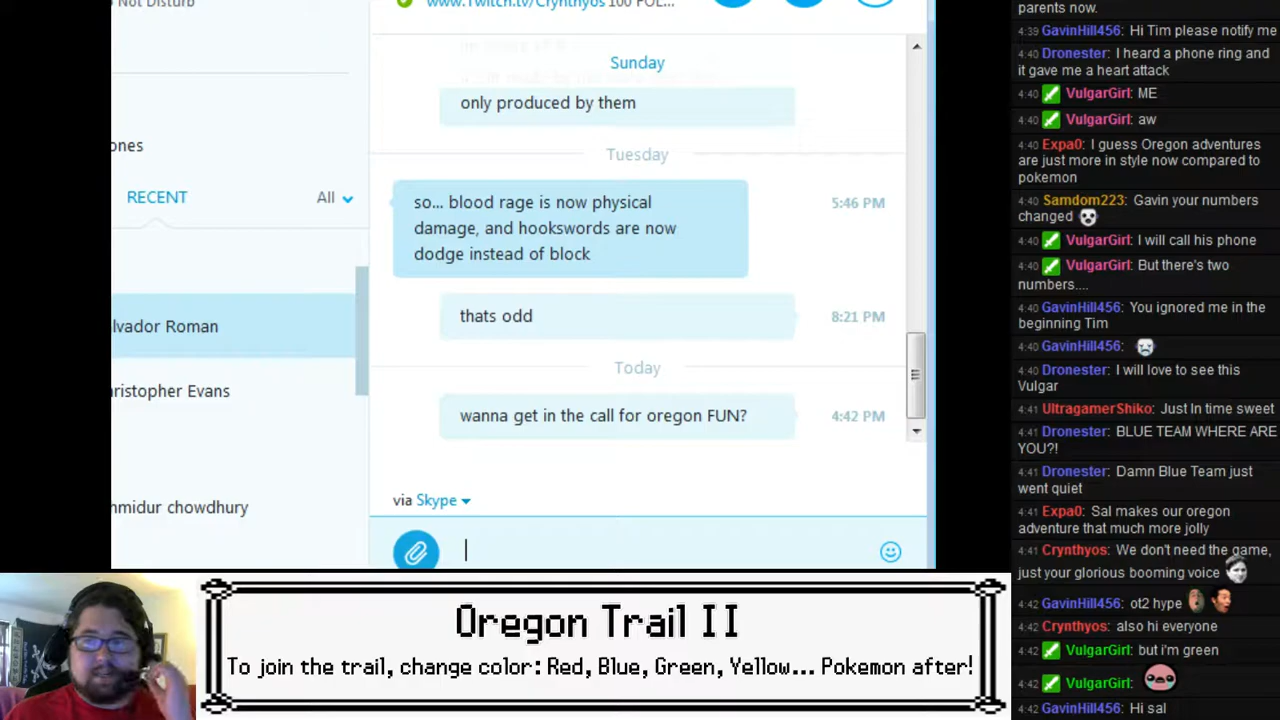 o Not Disturb
ones
RECENT
All
lvador Roman
ristopher Evans
hmidur chowdhury
www.Twitch.tv/Crynthyos 100 FOL...
Sunday
only produced by them
Tuesday
so... blood rage is now physical
damage, and hookswords are now
dodge instead of block
5:46 PM
thats odd
8:21 PM
Today
wanna get in the call for oregon FUN?
4:42 PM
via Skype
Oregon Trail II
To join the trail, change color: Red, Blue, Green, Yellow... Pokemon after!
parents now.
4:39 GavinHill456: Hi Tim please notify me
4:40 Dronester: I heard a phone ring and
it gave me a heart attack
4:40 VulgarGirl: ME
4:40 VulgarGirl: aw
4:40 Expa0: I guess Oregon adventures
are just more in style now compared to
pokemon
4:40 Samdom223: Gavin your numbers
changed
4:40 VulgarGirl: I will call his phone
4:40 VulgarGirl: But there's two
numbers....
4:40 GavinHill456: You ignored me in the
beginning Tim
4:40 GavinHill456:
4:40 Dronester: I will love to see this
Vulgar
4:41 UltragamerShiko: Just In time sweet
4:41 Dronester: BLUE TEAM WHERE ARE
YOU?!
4:41 Dronester: Damn Blue Team just
went quiet
4:41 Expa0: Sal makes our oregon
adventure that much more jolly
4:41 Crynthyos: We don't need the game,
just your glorious booming voice
4:42 GavinHill456: ot2 hype
4:42 Crynthyos: also hi everyone
4:42 VulgarGirl: but i'm green
4:42 VulgarGirl:
4:42 GavinHill456: Hi sal